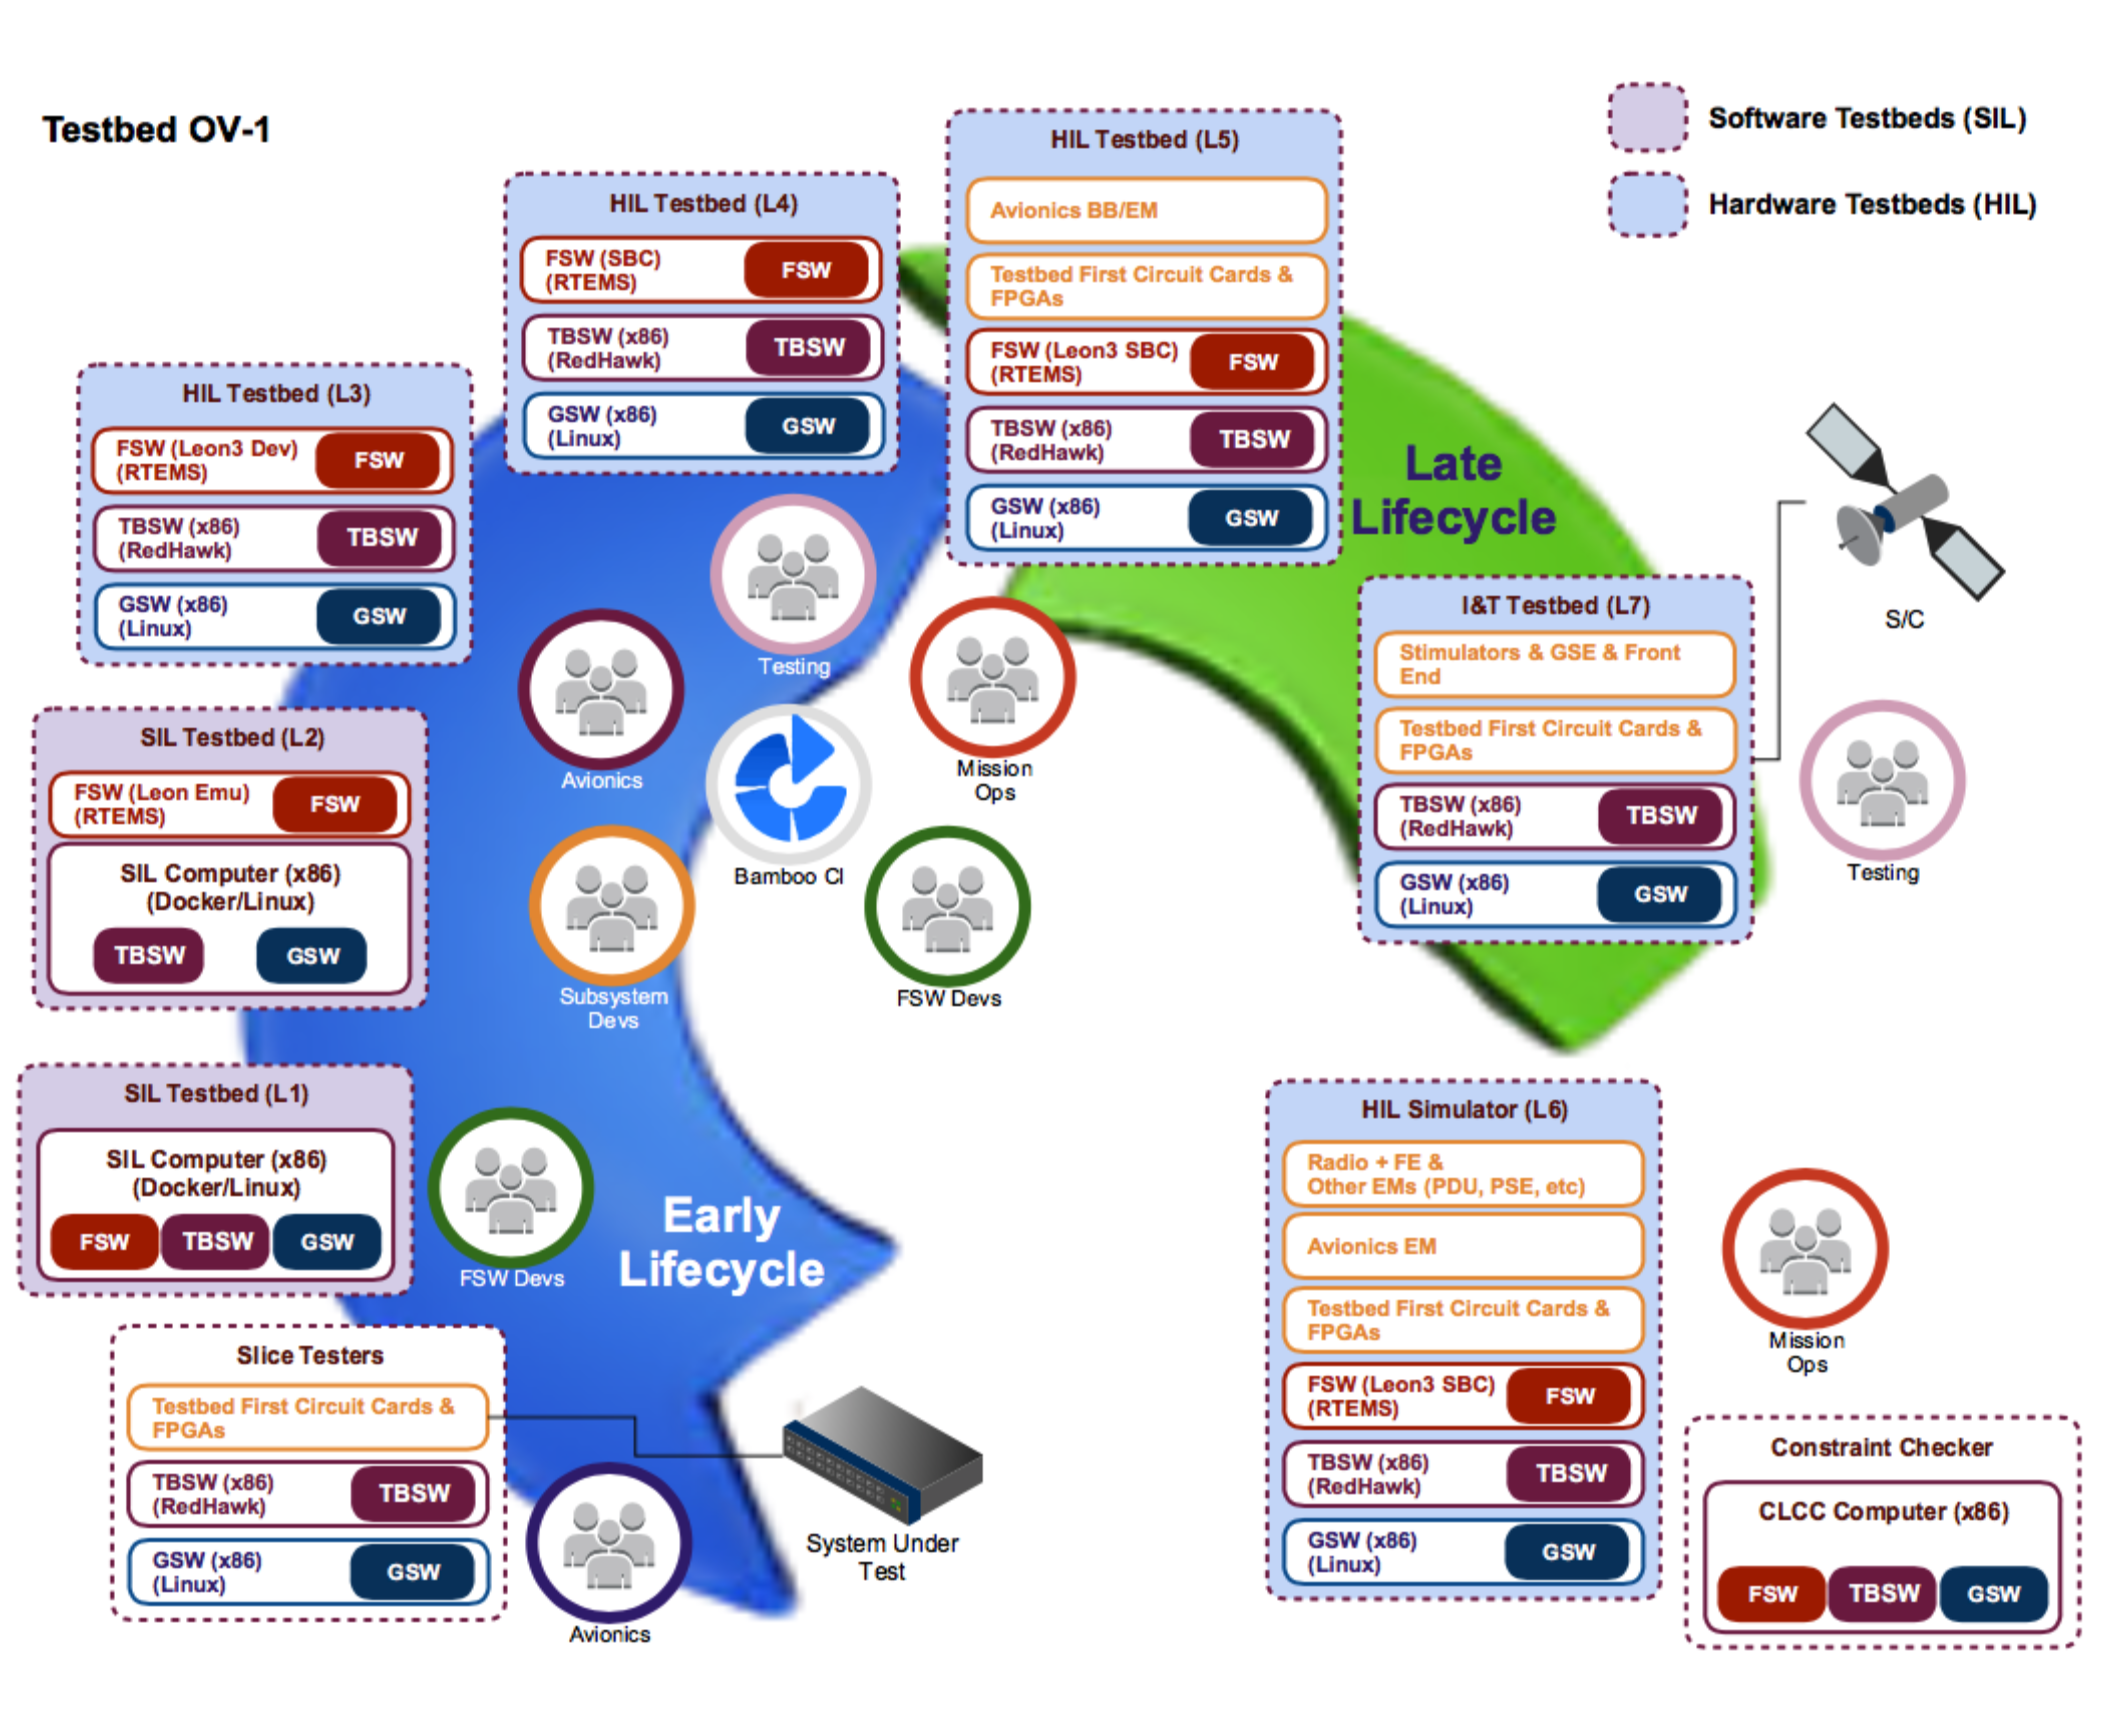 Testbed OV-1
Software Testbeds (SIL)
Hardware Testbeds (HIL)
HIL Testbed (L5)
Avionics BB/EM
Testbed First Circuit Cards &
FPGAs
FSW (Leon3 SBC)
(RTEMS)
FSW
TBSW (x86)
(RedHawk)
TBSW
GSW (x86)
(Linux)
GSW
HIL Testbed (L4)
FSW (SBC)
(RTEMS)
FSW
TBSW (x86)
(RedHawk)
TBSW
GSW (x86)
(Linux)
GSW
HIL Testbed (L3)
FSW (Leon3 Dev)
(RTEMS)
FSW
TBSW (x86)
(RedHawk)
TBSW
GSW (x86)
(Linux)
GSW
Late
Lifecycle
S/C
I&T Testbed (L7)
Stimulators & GSE & Front
End
Testbed First Circuit Cards &
FPGAs
TBSW (x86)
(RedHawk)
TBSW
GSW (x86)
(Linux)
GSW
Testing
Testing
Avionics
Mission
Ops
Bamboo CI
Subsystem
Devs
FSW Devs
SIL Testbed (L2)
FSW (Leon Emu)
(RTEMS)
FSW
SIL Computer (x86)
(Docker/Linux)
TBSW
GSW
SIL Testbed (L1)
SIL Computer (x86)
(Docker/Linux)
FSW
TBSW
GSW
FSW Devs
Early
Lifecycle
Slice Testers
Testbed First Circuit Cards &
FPGAs
TBSW (x86)
(RedHawk)
TBSW
GSW (x86)
(Linux)
GSW
Avionics
System Under
Test
HIL Simulator (L6)
Radio + FE &
Other EMs (PDU, PSE, etc)
Avionics EM
Testbed First Circuit Cards &
FPGAs
FSW (Leon3 SBC)
(RTEMS)
FSW
TBSW (x86)
(RedHawk)
TBSW
GSW (x86)
(Linux)
GSW
Mission
Ops
Constraint Checker
CLCC Computer (x86)
FSW
TBSW
GSW